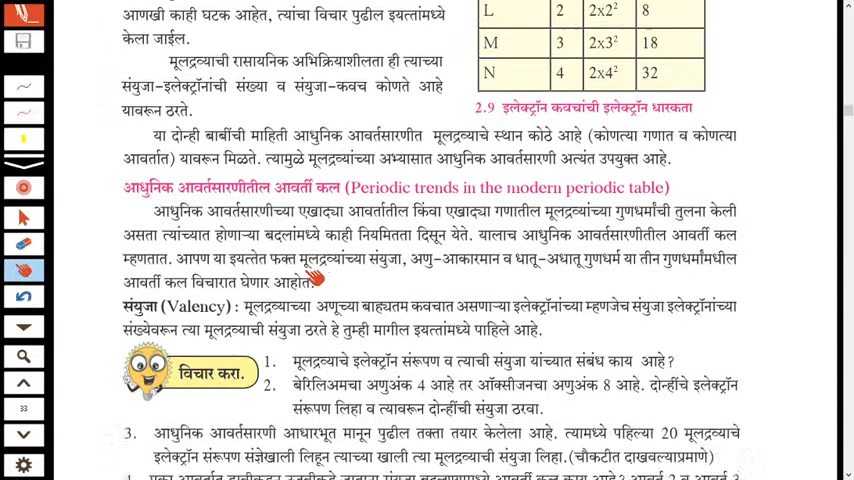 आणखी काही घटक आहेत, त्यांचा विचार पुढील इयत्तांमध्ये
केला जाईल.
मूलद्रव्याची रासायनिक अभिक्रियाशीलता ही त्याच्या
संयुजा-इलेक्ट्रॉनांची संख्या व संयुजा-कवच कोणते आहे
यावरून ठरते.
L 2 2x2² 8
M 3 2x3² 18
N 4 2x4² 32
2.9 इलेक्ट्रॉन कवचांची इलेक्ट्रॉन धारकता
या दोन्ही बाबींची माहिती आधुनिक आवर्तसारणीत मूलद्रव्याचे स्थान कोठे आहे (कोणत्या गणात व कोणत्या
आवर्तात) यावरून मिळते. त्यामुळे मूलद्रव्यांच्या अभ्यासात आधुनिक आवर्तसारणी अत्यंत उपयुक्त आहे.
आधुनिक आवर्तसारणीतील आवर्ती कल (Periodic trends in the modern periodic table)
आधुनिक आवर्तसारणीच्या एखाद्या आवर्तातील किंवा एखाद्या गणातील मूलद्रव्यांच्या गुणधर्मांची तुलना केली
असता त्यांच्यात होणाऱ्या बदलांमध्ये काही नियमितता दिसून येते. यालाच आधुनिक आवर्तसारणीतील आवर्ती कल
म्हणतात. आपण या इयत्तेत फक्त मूलद्रव्यांच्या संयुजा, अणु-आकारमान व धातू-अधातू गुणधर्म या तीन गुणधर्मांमधील
आवर्ती कल विचारात घेणार आहोत.
संयुजा (Valency) : मूलद्रव्याच्या अणूच्या बाह्यतम कवचात असणाऱ्या इलेक्ट्रॉनांच्या म्हणजेच संयुजा इलेक्ट्रॉनांच्या
संख्येवरून त्या मूलद्रव्याची संयुजा ठरते हे तुम्ही मागील इयत्तांमध्ये पाहिले आहे.
विचार करा.
1. मूलद्रव्याचे इलेक्ट्रॉन संरूपण व त्याची संयुजा यांच्यात संबंध काय आहे?
2. बेरिलिअमचा अणुअंक 4 आहे तर ऑक्सीजनचा अणुअंक 8 आहे. दोन्हींचे इलेक्ट्रॉन
संरूपण लिहा व त्यावरून दोन्हींची संयुजा ठरवा.
3. आधुनिक आवर्तसारणी आधारभूत मानून पुढील तक्ता तयार केलेला आहे. त्यामध्ये पहिल्या 20 मूलद्रव्याचे
इलेक्ट्रॉन संरूपण संज्ञेखाली लिहून त्याच्या खाली त्या मूलद्रव्याची संयुजा लिहा.(चौकटीत दाखवल्याप्रमाणे)
33